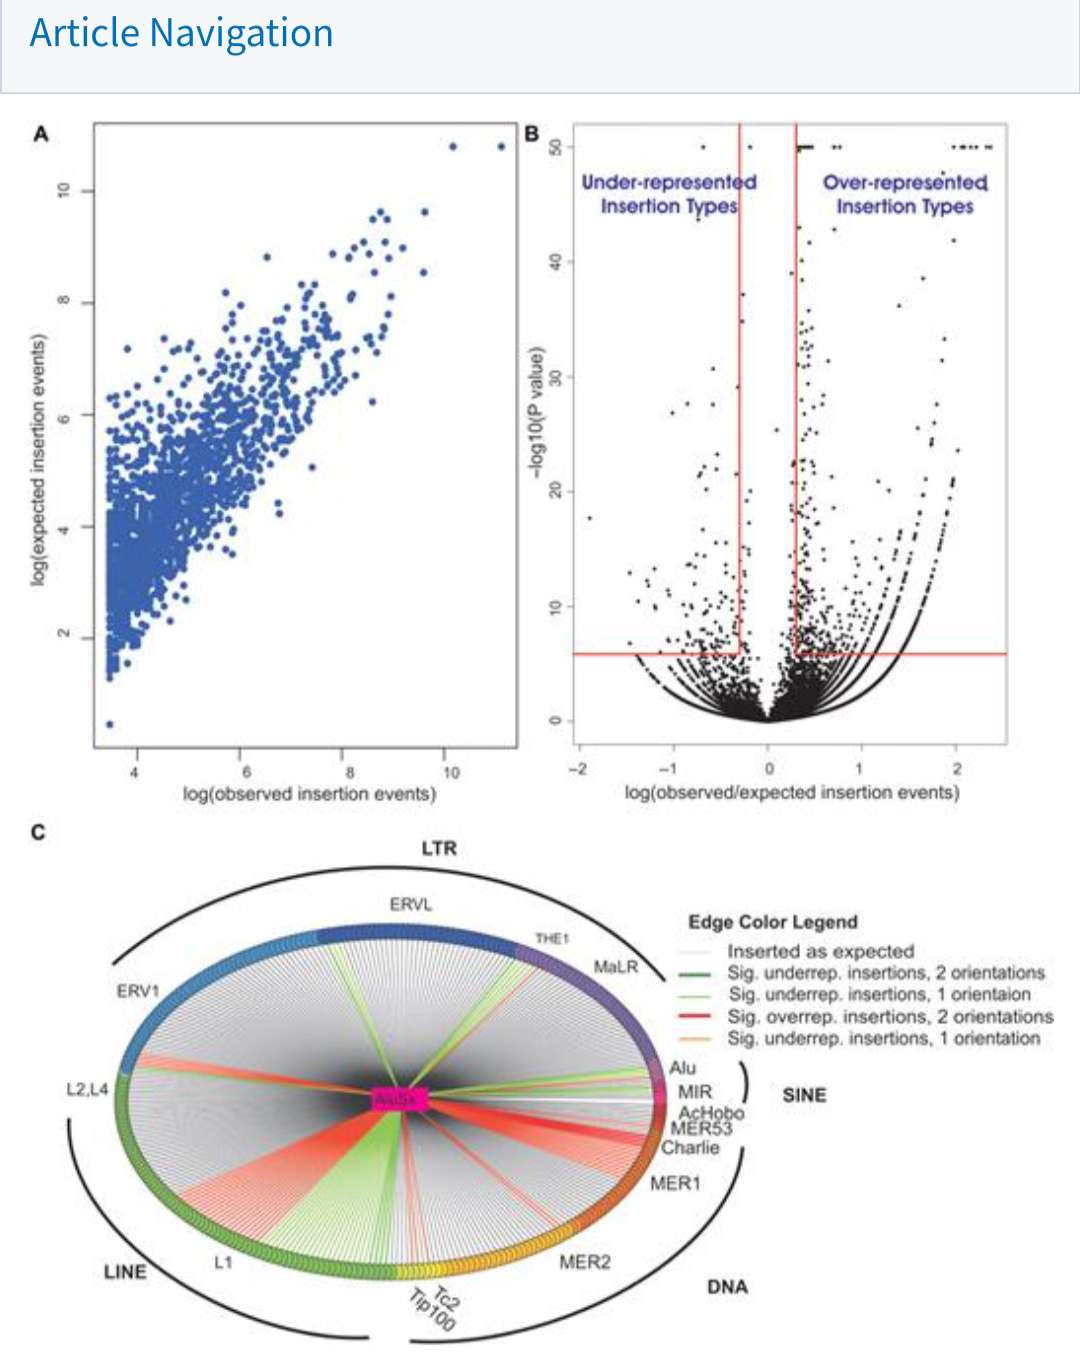 Article Navigation
A
B
10
8
6
4
2
log(expected insertion events)
4
6
8
10
log(observed insertion events)
Under-represented
Insertion Types
Over-represented
Insertion Types
50
40
30
20
10
0
-log10(P value)
-2
-1
0
1
2
log(observed/expected insertion events)
C
LTR
ERVL
THE1
MaLR
ERV1
L2,L4
Alu
MIR
AcHobo
MER53
Charlie
MER1
MER2
Tc2
Tip100
L1
LINE
SINE
DNA
AluSx
Edge Color Legend
Inserted as expected
Sig. underrep. insertions, 2 orientations
Sig. underrep. insertions, 1 orientaion
Sig. overrep. insertions, 2 orientations
Sig. underrep. insertions, 1 orientation